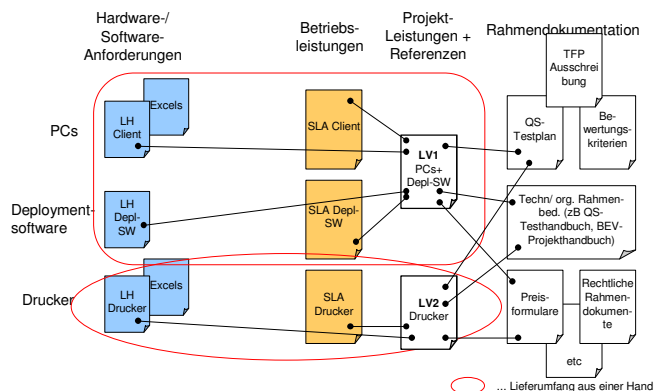 Hardware-/
Software-
Anforderungen
Betriebs-
leistungen
Projekt-
Leistungen +
Referenzen
Rahmendokumentation
TFP
Ausschrei
bung
PCs
LH
Client
Excels
SLA Client
LV1
PCs+
Depl-SW
QS-
Testplan
Be-
wertungs-
kriterien
Deployment-
software
LH
Depl-
SW
SLA Depl-
SW
Techn/ org. Rahmen-
bed. (zB QS-
Testhandbuch, BEV-
Projekthandbuch)
Drucker
LH
Drucker
Excels
SLA
Drucker
LV2
Drucker
Preis-
formulare
Rechtliche
Rahmen-
dokumen-
te
etc
... Lieferumfang aus einer Hand